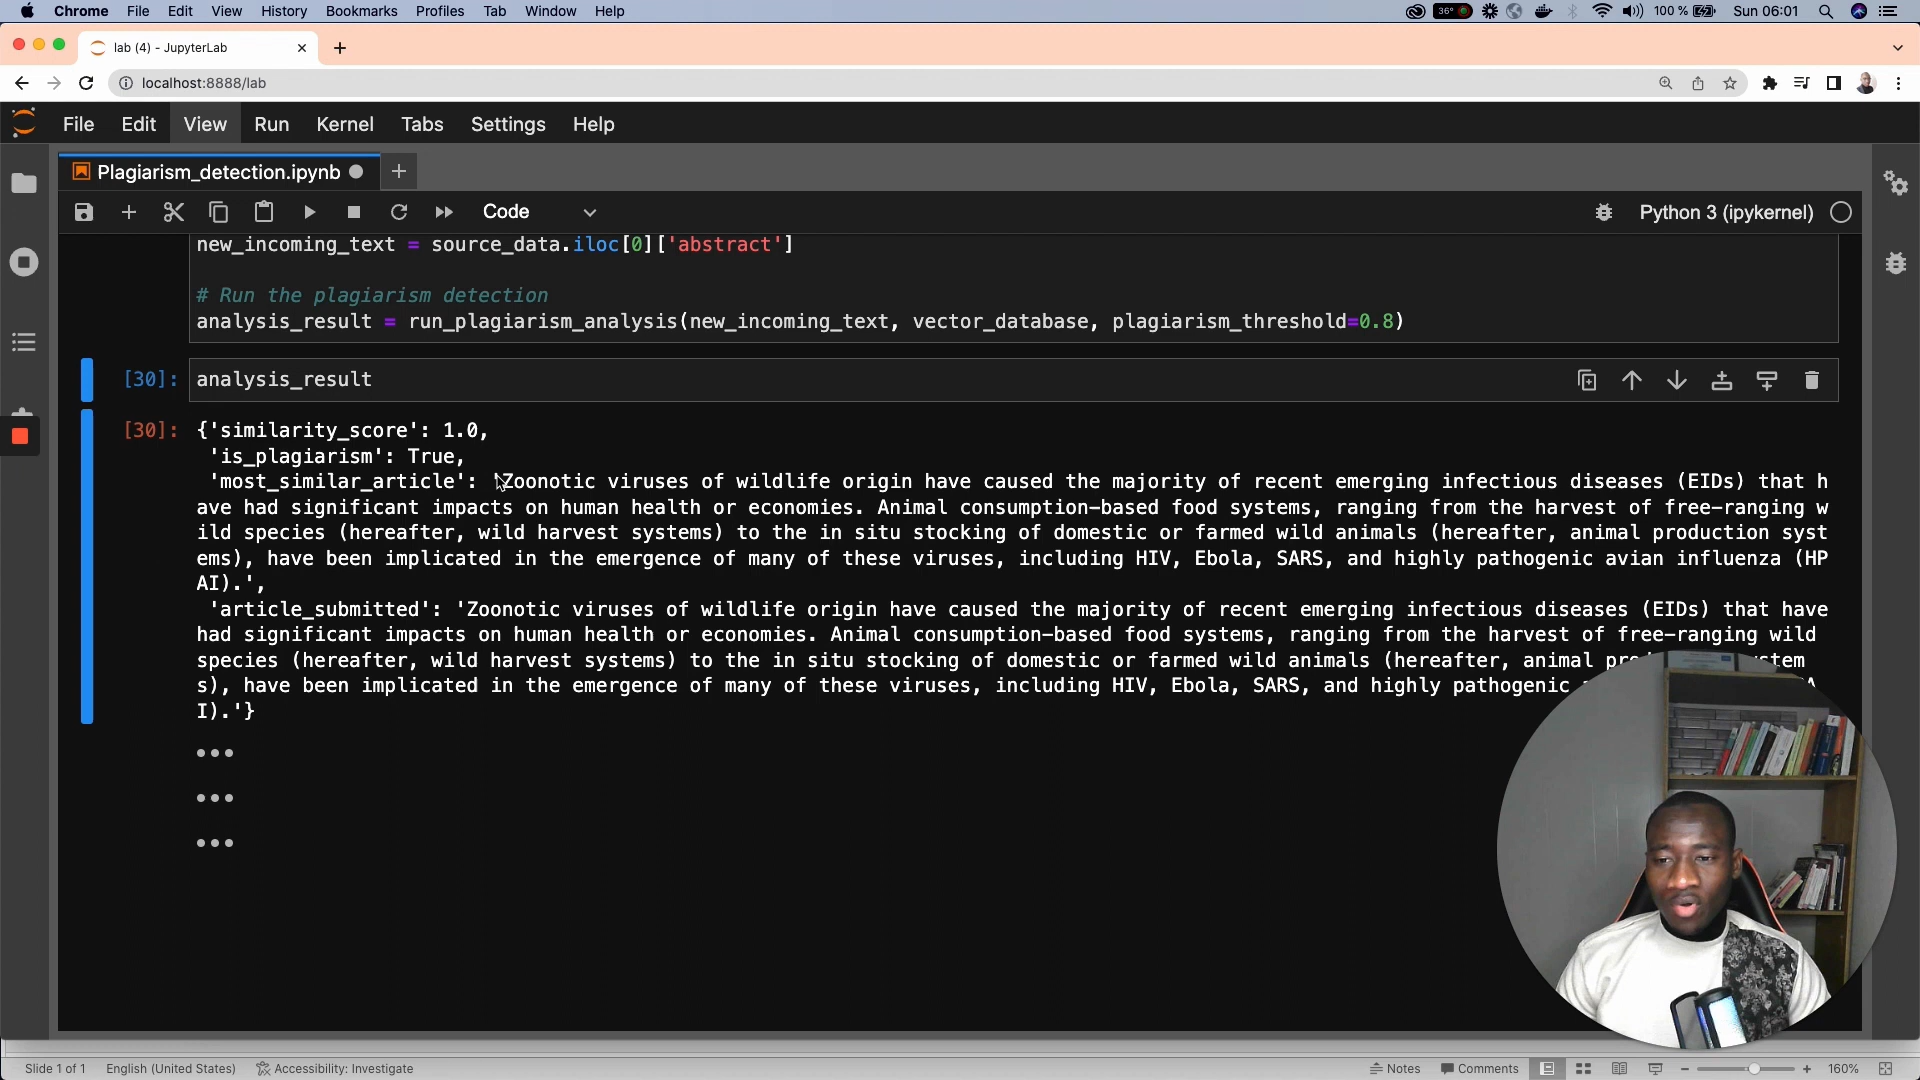 Chrome File Edit View History Bookmarks Profiles Tab Window Help 36° 100 % Sun 06:01
lab (4) - JupyterLab
localhost:8888/lab
File Edit View Run Kernel Tabs Settings Help
Plagiarism_detection.ipynb
Code Python 3 (ipykernel)
new_incoming_text = source_data.iloc[0]['abstract']
# Run the plagiarism detection
analysis_result = run_plagiarism_analysis(new_incoming_text, vector_database, plagiarism_threshold=0.8)
[30]: analysis_result
[30]: {'similarity_score': 1.0,
'is_plagiarism': True,
'most_similar_article': 'Zoonotic viruses of wildlife origin have caused the majority of recent emerging infectious diseases (EIDs) that h
ave had significant impacts on human health or economies. Animal consumption-based food systems, ranging from the harvest of free-ranging w
ild species (hereafter, wild harvest systems) to the in situ stocking of domestic or farmed wild animals (hereafter, animal production syst
ems), have been implicated in the emergence of many of these viruses, including HIV, Ebola, SARS, and highly pathogenic avian influenza (HP
AI).',
'article_submitted': 'Zoonotic viruses of wildlife origin have caused the majority of recent emerging infectious diseases (EIDs) that have
had significant impacts on human health or economies. Animal consumption-based food systems, ranging from the harvest of free-ranging wild
species (hereafter, wild harvest systems) to the in situ stocking of domestic or farmed wild animals (hereafter, animal
s), have been implicated in the emergence of many of these viruses, including HIV, Ebola, SARS, and highly pathogenic
I).'}
Slide 1 of 1 English (United States) Accessibility: Investigate Notes Comments 160%